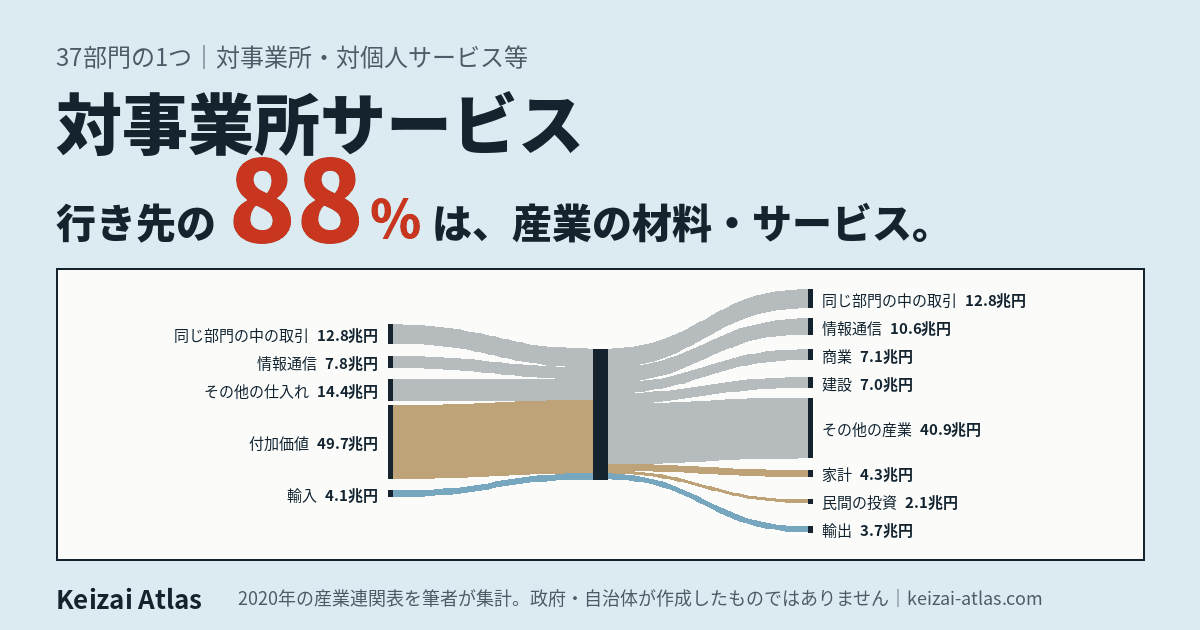 37部門の1つ｜対事業所・対個人サービス等
対事業所サービス
行き先の 88% は、産業の材料・サービス。
同じ部門の中の取引 12.8兆円
情報通信 7.8兆円
その他の仕入れ 14.4兆円
付加価値 49.7兆円
輸入 4.1兆円
同じ部門の中の取引 12.8兆円
情報通信 10.6兆円
商業 7.1兆円
建設 7.0兆円
その他の産業 40.9兆円
家計 4.3兆円
民間の投資 2.1兆円
輸出 3.7兆円
Keizai Atlas
2020年の産業連関表を筆者が集計。政府・自治体が作成したものではありません｜keizai-atlas.com